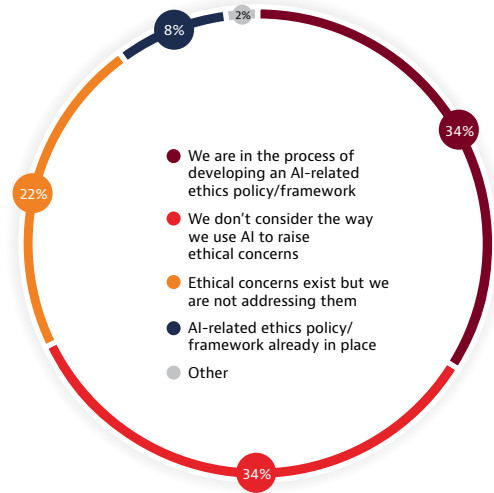 2%
8%
34%
22%
We are in the process of
developing an AI-related
ethics policy/framework
We don't consider the way
we use AI to raise
ethical concerns
Ethical concerns exist but we
are not addressing them
AI-related ethics policy/
framework already in place
Other
34%